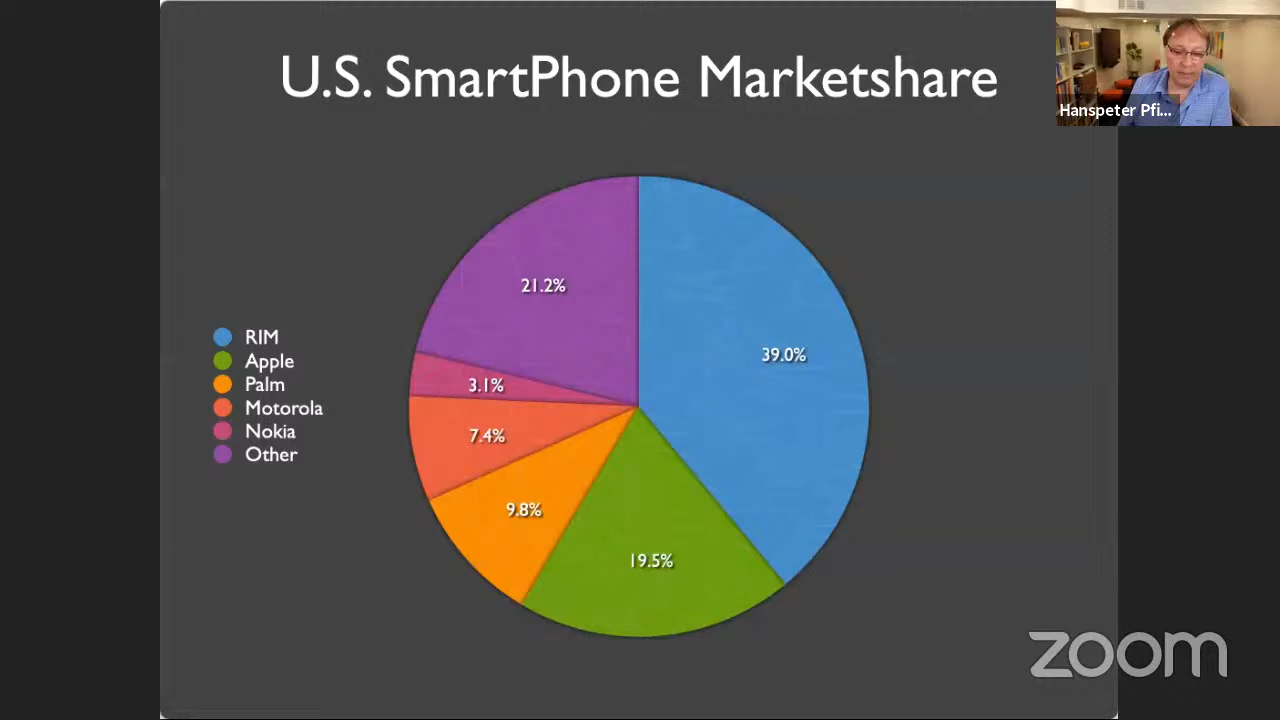 U.S. SmartPhone Marketshare
Hanspeter Pfi...
21.2%
39.0%
RIM
Apple
Palm
Motorola
Nokia
Other
3.1%
7.4%
9.8%
19.5%
zoom